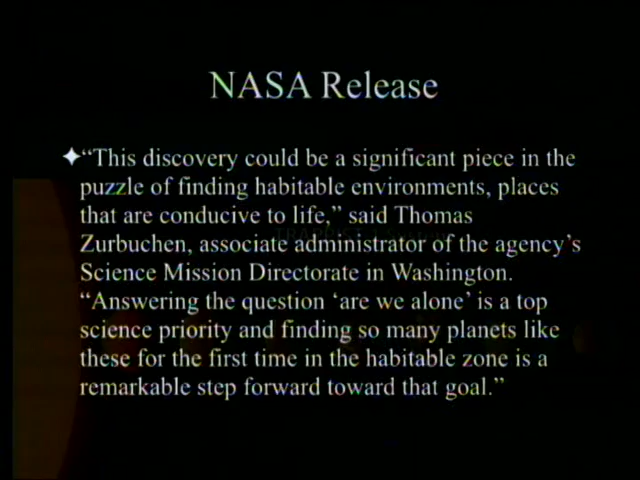 NASA Release
“This discovery could be a significant piece in the
puzzle of finding habitable environments, places
that are conducive to life,” said Thomas
Zurbuchen, associate administrator of the agency’s
Science Mission Directorate in Washington.
“Answering the question ‘are we alone’ is a top
science priority and finding so many planets like
these for the first time in the habitable zone is a
remarkable step forward toward that goal.”